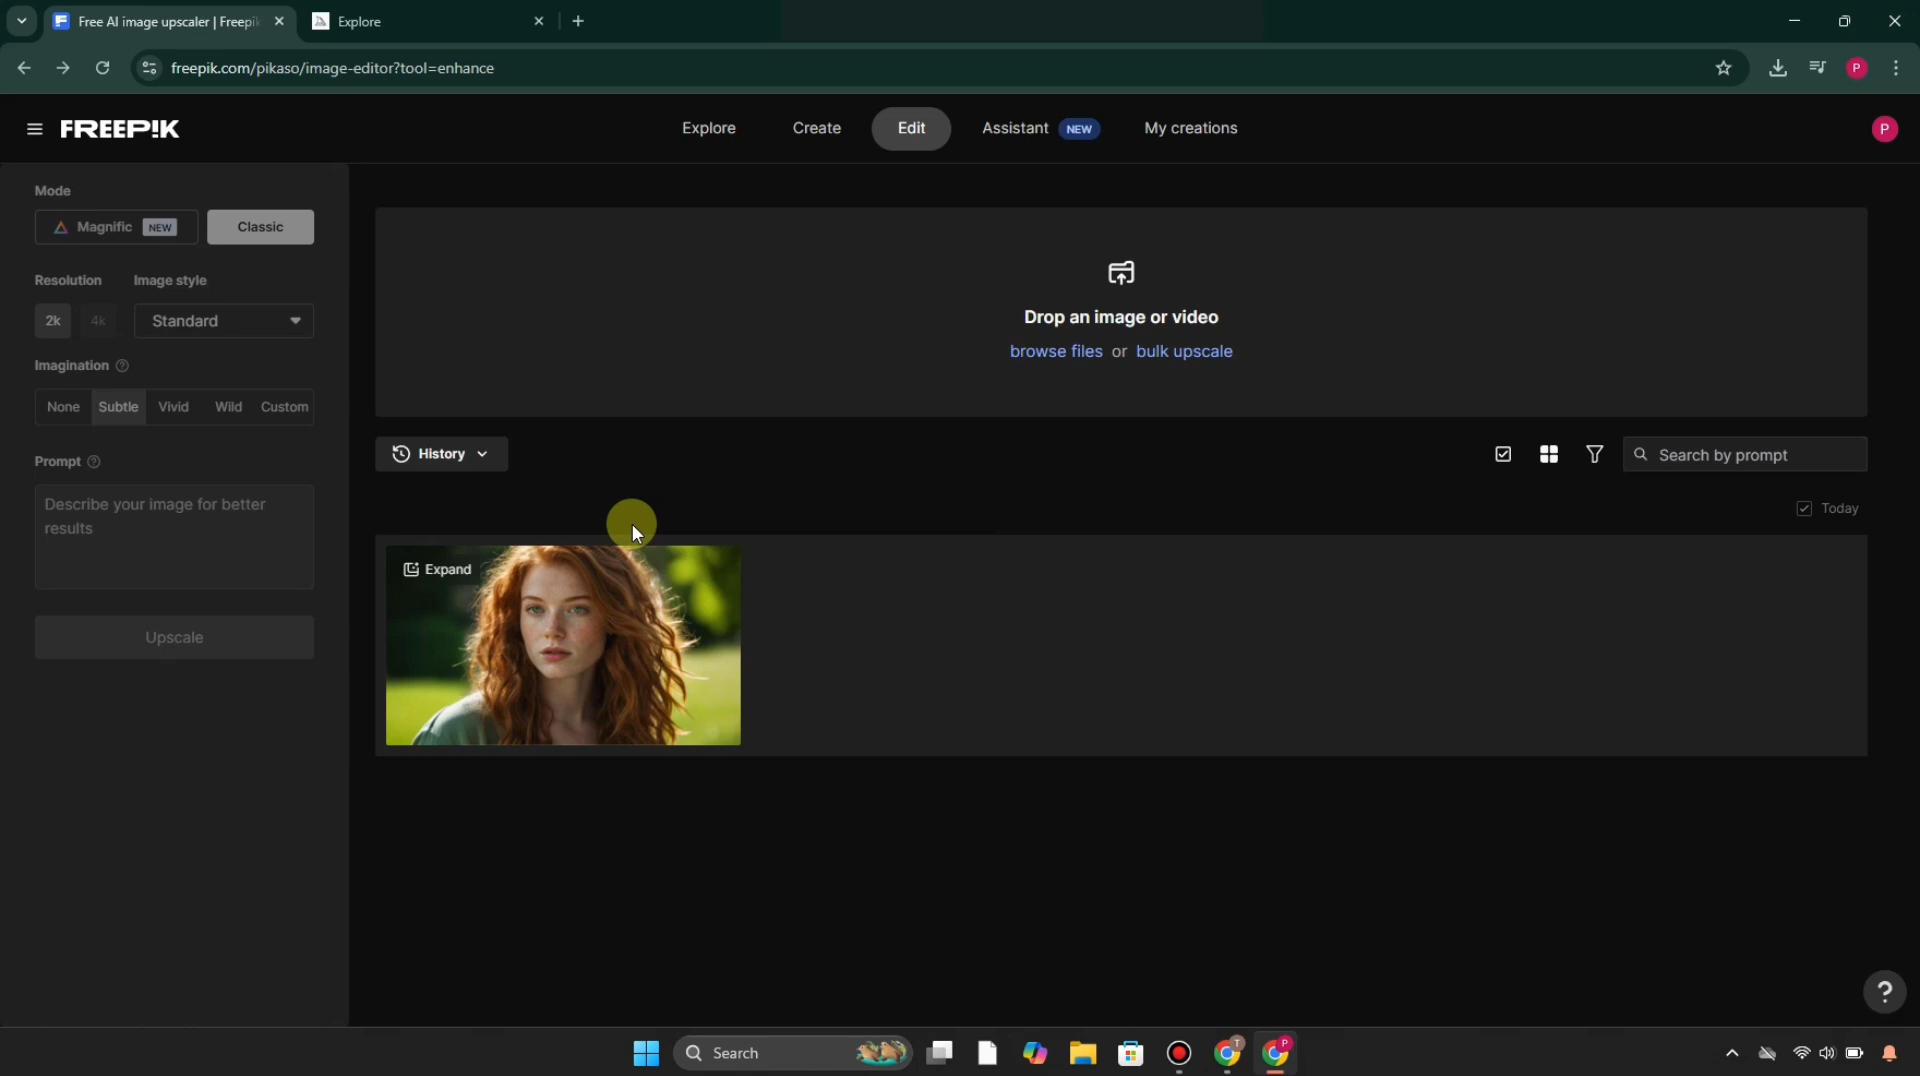 Free AI image upscaler | Freepik
Explore
freepik.com/pikaso/image-editor?tool=enhance
P
FREEP!K
Explore
Create
Edit
Assistant NEW
My creations
P
Mode
Magnific NEW
Classic
Resolution
Image style
2k
4k
Standard
Imagination ?
None
Subtle
Vivid
Wild
Custom
Prompt ?
Describe your image for better
results
Upscale
Drop an image or video
browse files or bulk upscale
History
Search by prompt
Today
Expand
?
Search
T
P